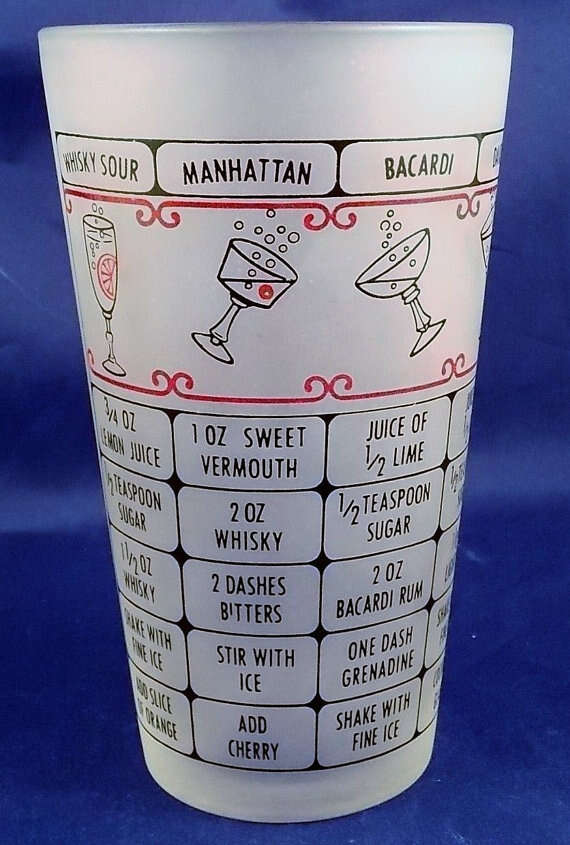 WHISKY SOUR
MANHATTAN
BACARDI
3/4 OZ
LEMON JUICE
1/2 TEASPOON
SUGAR
1 1/2 OZ
WHISKY
SHAKE WITH
FINE ICE
ADD SLICE
OF ORANGE
1 OZ SWEET
VERMOUTH
2 OZ
WHISKY
2 DASHES
BITTERS
STIR WITH
ICE
ADD
CHERRY
JUICE OF
1/2 LIME
1/2 TEASPOON
SUGAR
2 OZ
BACARDI RUM
ONE DASH
GRENADINE
SHAKE WITH
FINE ICE